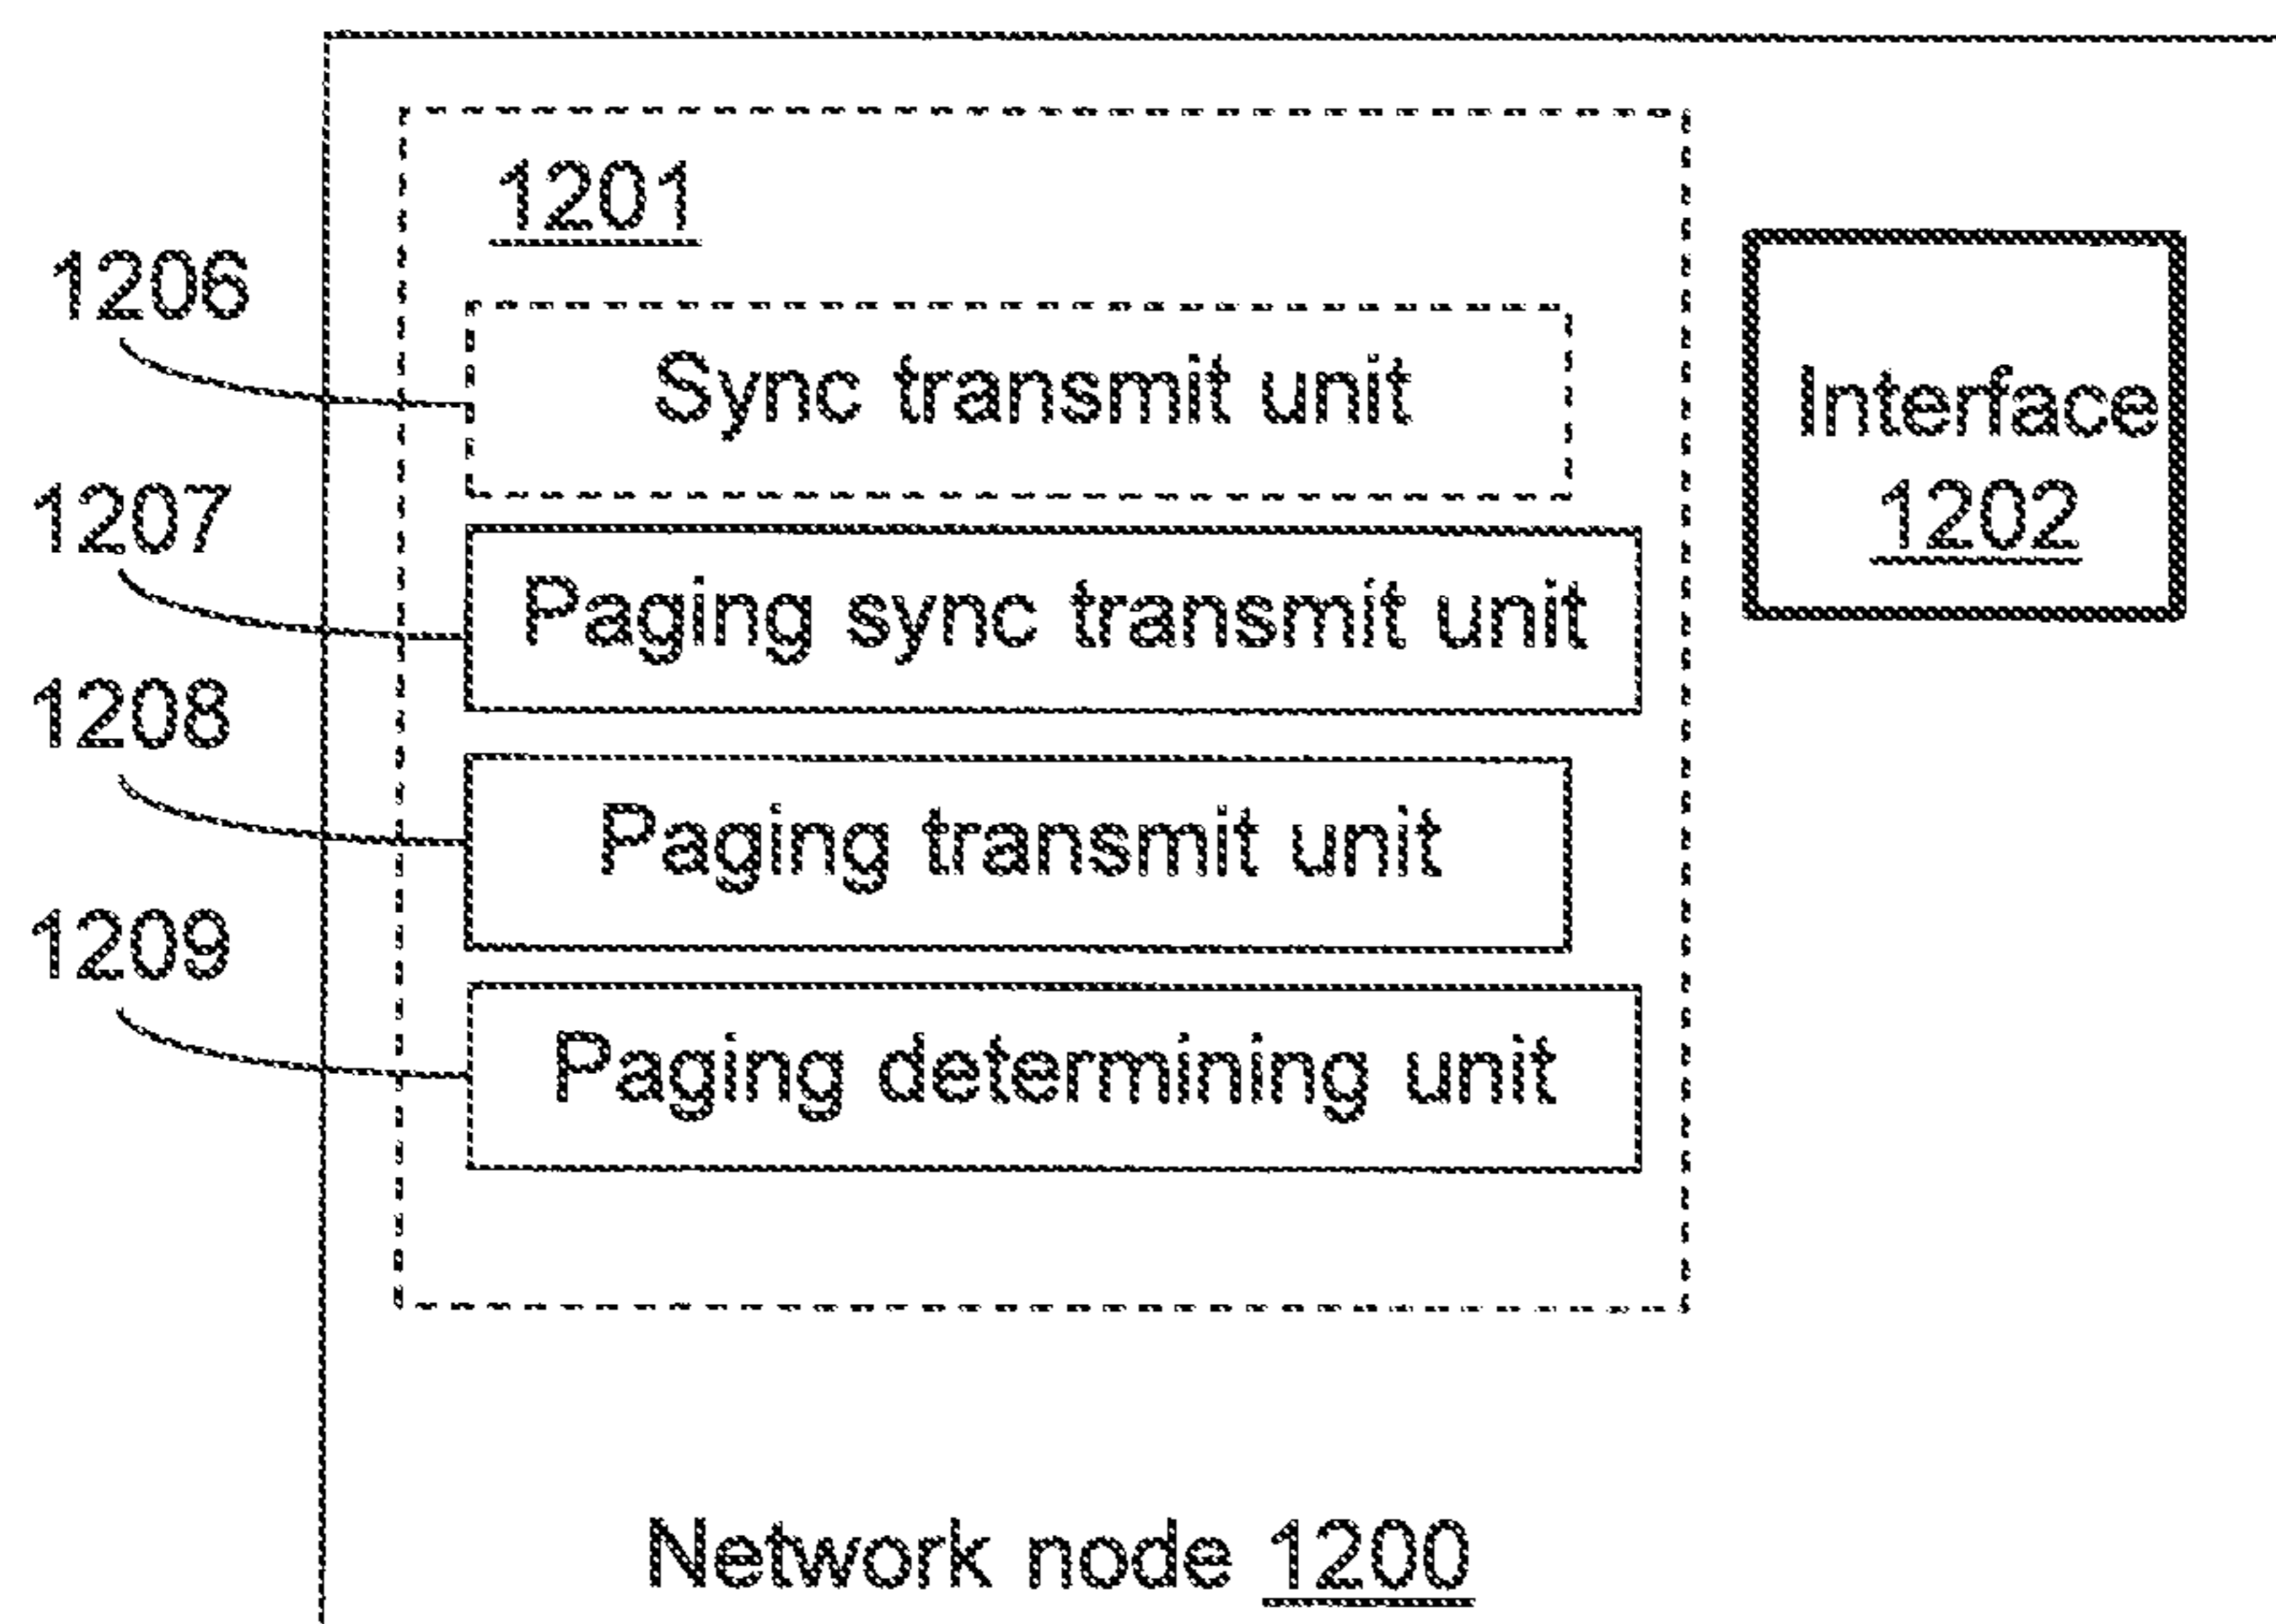 1201
1206
Sync transmit unit
Interface
1202
1207
Paging sync transmit unit
1208
Paging transmit unit
1209
Paging determining unit
Network node 1200